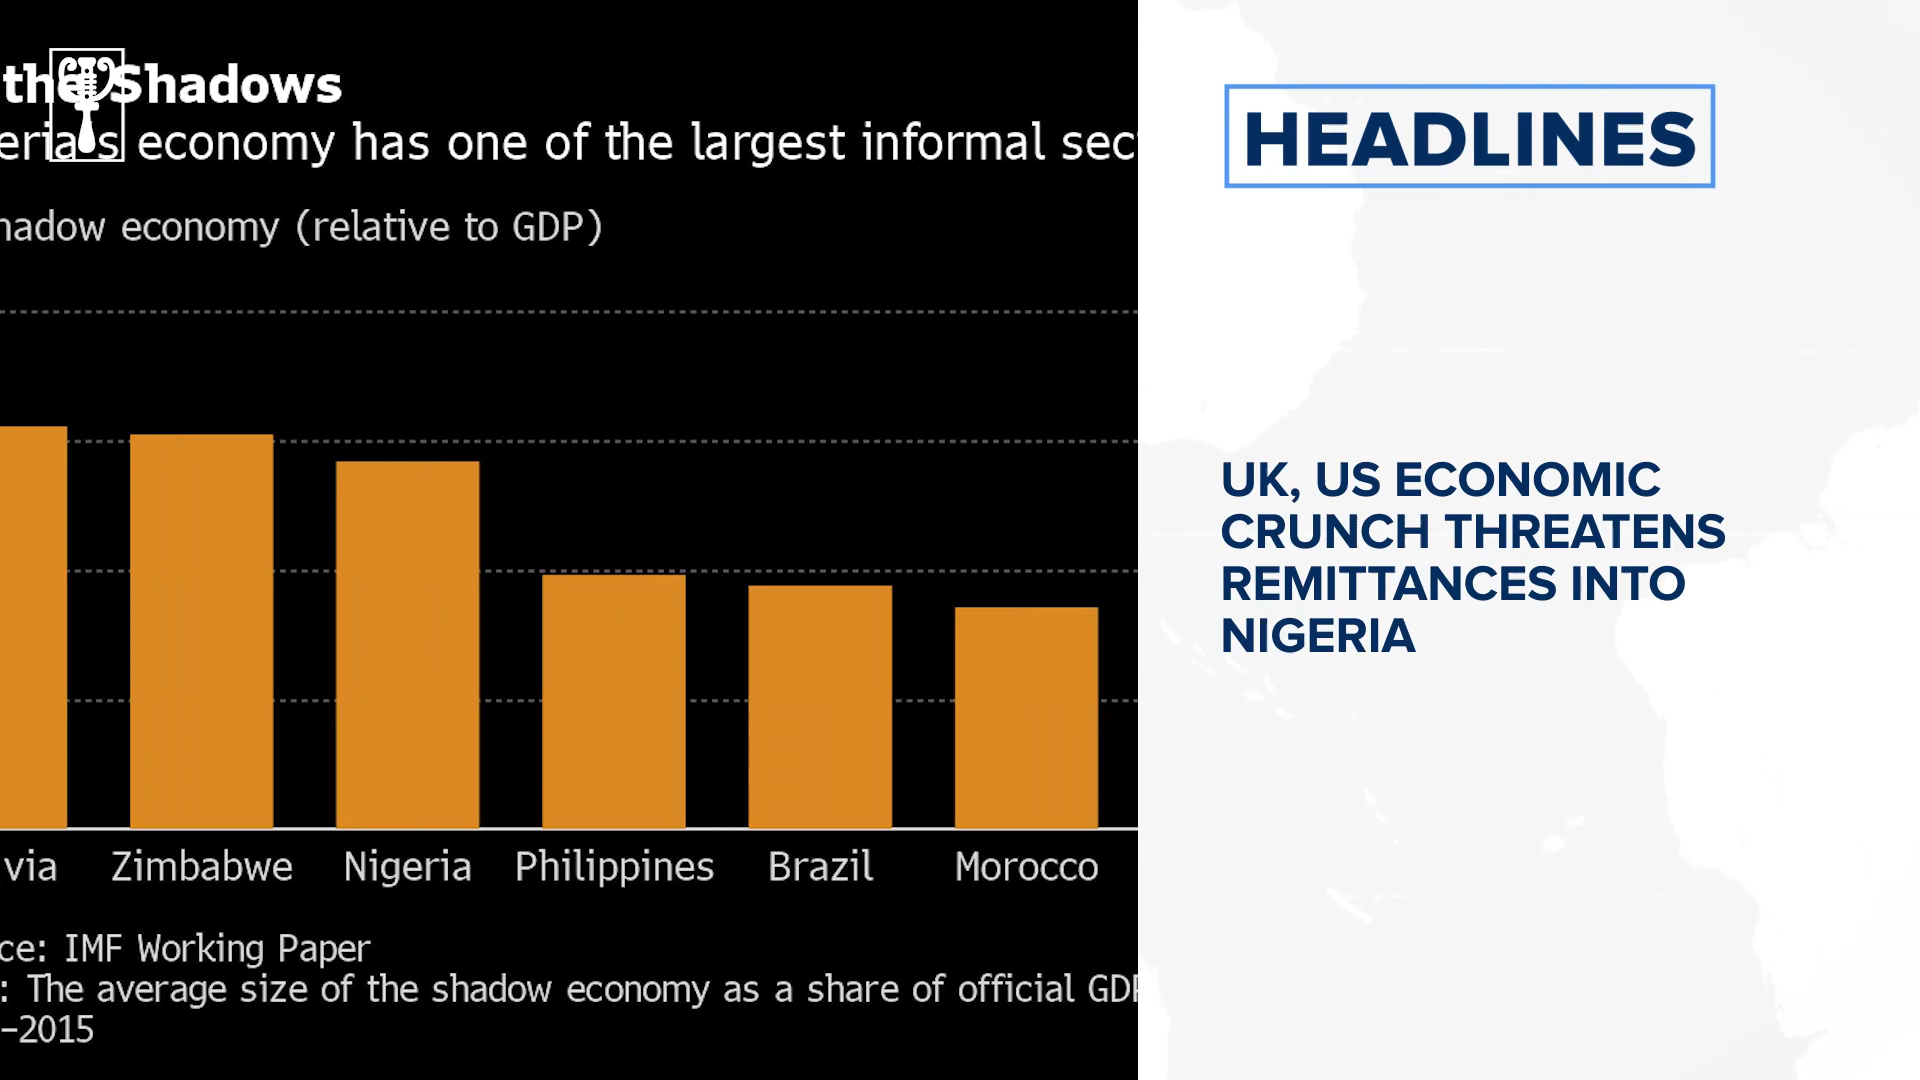 the Shadows
eria's economy has one of the largest informal sec
hadow economy (relative to GDP)
via
Zimbabwe
Nigeria
Philippines
Brazil
Morocco
ce: IMF Working Paper
: The average size of the shadow economy as a share of official GDP
–2015
HEADLINES
UK, US ECONOMIC
CRUNCH THREATENS
REMITTANCES INTO
NIGERIA